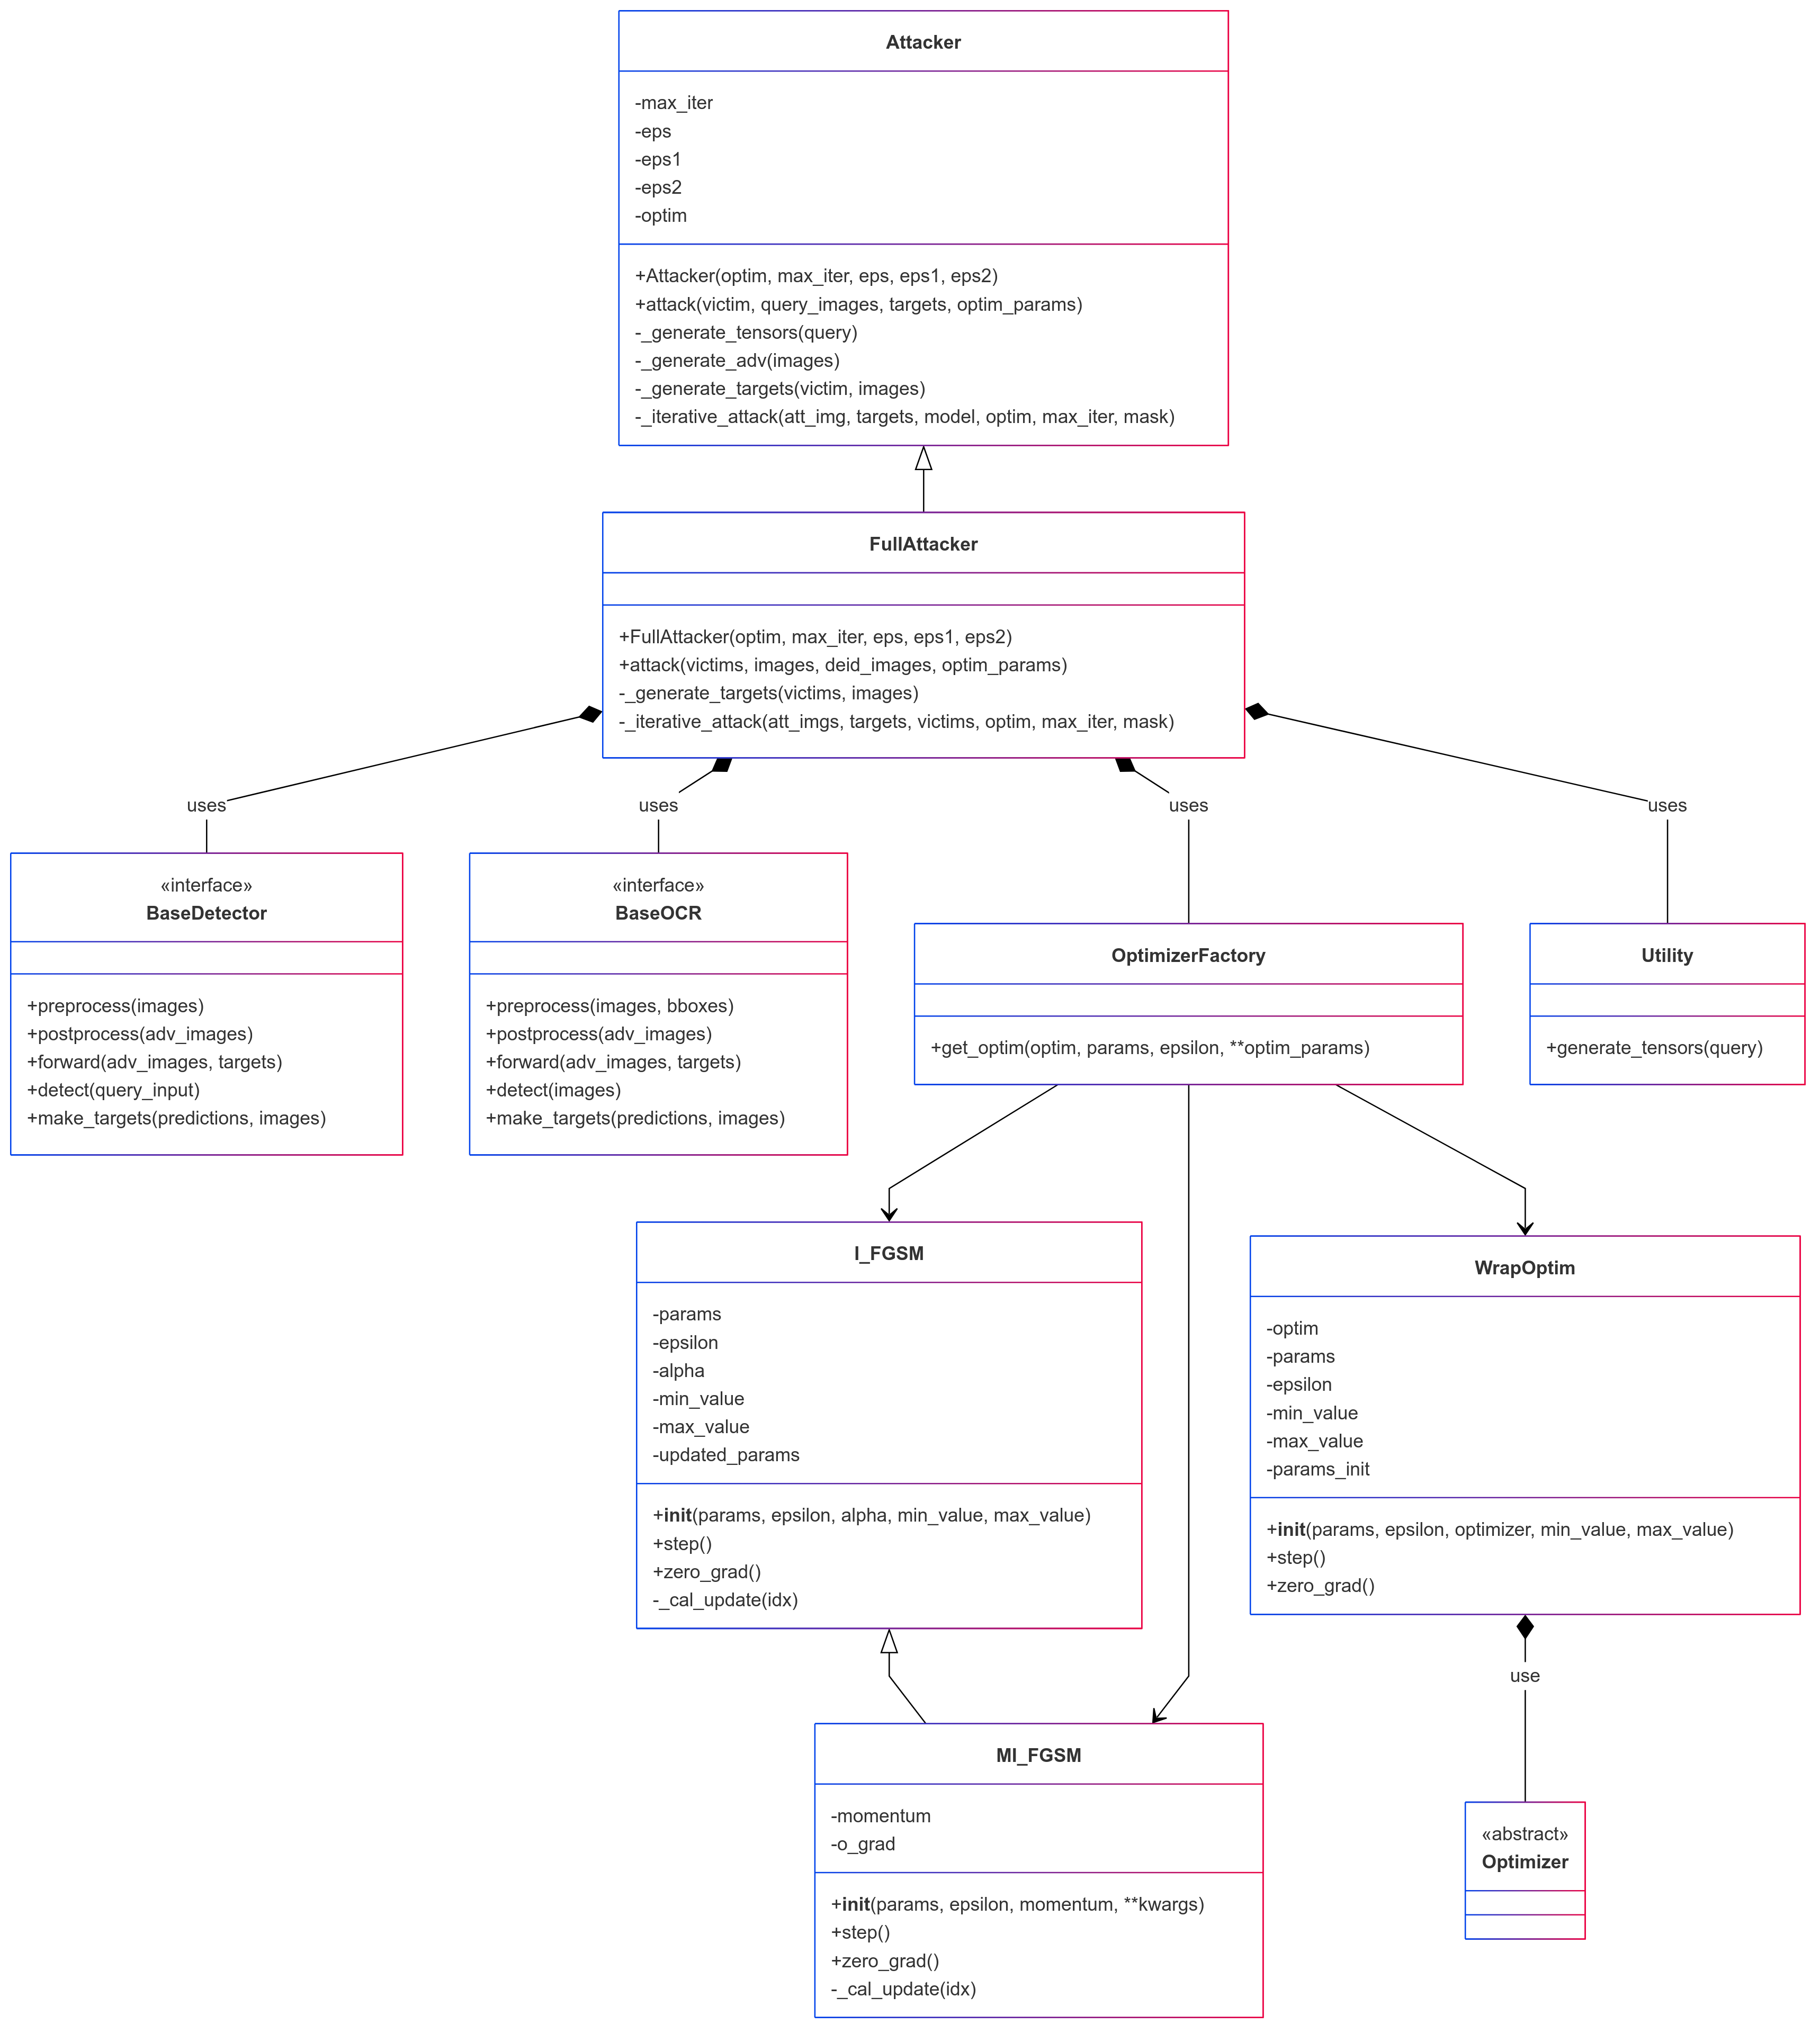 Attacker
-max_iter
-eps
-eps1
-eps2
-optim
+Attacker(optim, max_iter, eps, eps1, eps2)
+attack(victim, query_images, targets, optim_params)
-_generate_tensors(query)
-_generate_adv(images)
-_generate_targets(victim, images)
-_iterative_attack(att_img, targets, model, optim, max_iter, mask)
FullAttacker
+FullAttacker(optim, max_iter, eps, eps1, eps2)
+attack(victims, images, deid_images, optim_params)
-_generate_targets(victims, images)
-_iterative_attack(att_imgs, targets, victims, optim, max_iter, mask)
uses
uses
uses
uses
«interface»
BaseDetector
+preprocess(images)
+postprocess(adv_images)
+forward(adv_images, targets)
+detect(query_input)
+make_targets(predictions, images)
«interface»
BaseOCR
+preprocess(images, bboxes)
+postprocess(adv_images)
+forward(adv_images, targets)
+detect(images)
+make_targets(predictions, images)
OptimizerFactory
+get_optim(optim, params, epsilon, **optim_params)
Utility
+generate_tensors(query)
I_FGSM
-params
-epsilon
-alpha
-min_value
-max_value
-updated_params
+init(params, epsilon, alpha, min_value, max_value)
+step()
+zero_grad()
-_cal_update(idx)
WrapOptim
-optim
-params
-epsilon
-min_value
-max_value
-params_init
+init(params, epsilon, optimizer, min_value, max_value)
+step()
+zero_grad()
use
MI_FGSM
-momentum
-o_grad
+init(params, epsilon, momentum, **kwargs)
+step()
+zero_grad()
-_cal_update(idx)
«abstract»
Optimizer